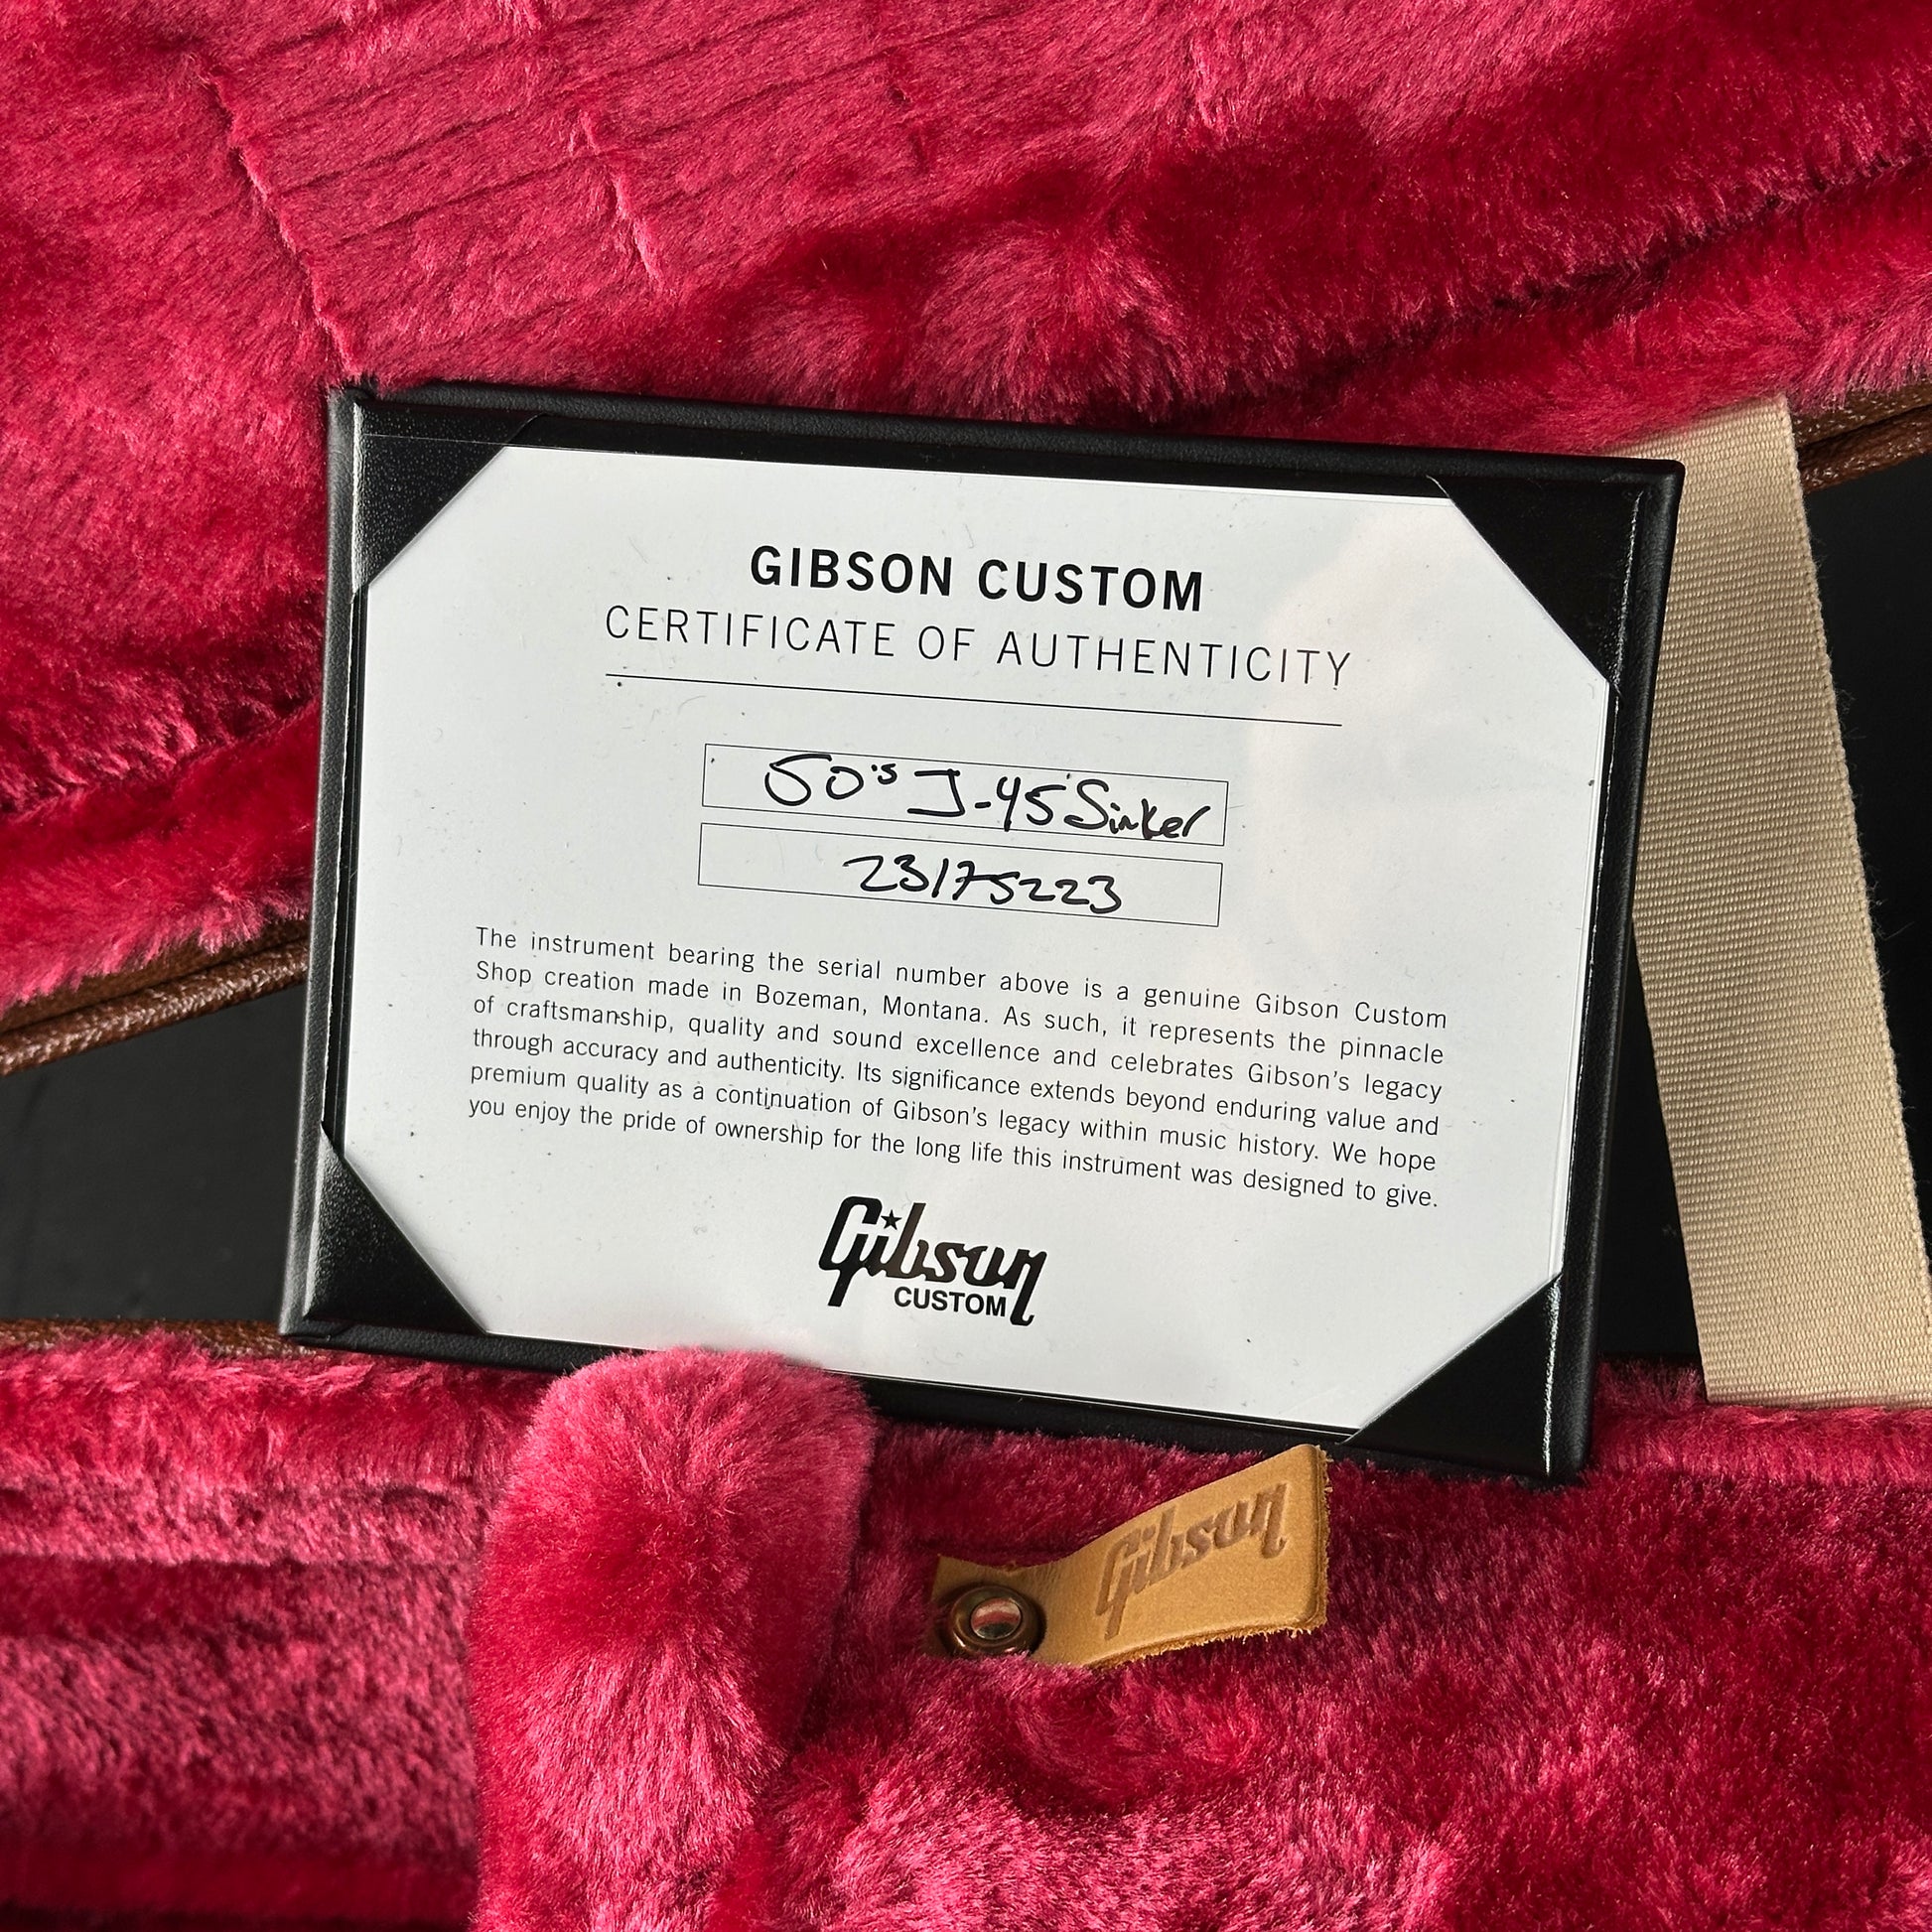 GIBSON CUSTOM
CERTIFICATE OF AUTHENTICITY
50's J-45 Sinker
23175223
The instrument bearing the serial number above is a genuine Gibson Custom
Shop creation made in Bozeman, Montana. As such, it represents the pinnacle
of craftsmanship, quality and sound excellence and celebrates Gibson's legacy
through accuracy and authenticity. Its significance extends beyond enduring value and
premium quality as a continuation of Gibson's legacy within music history. We hope
you enjoy the pride of ownership for the long life this instrument was designed to give.
Gibson
CUSTOM
Gibson